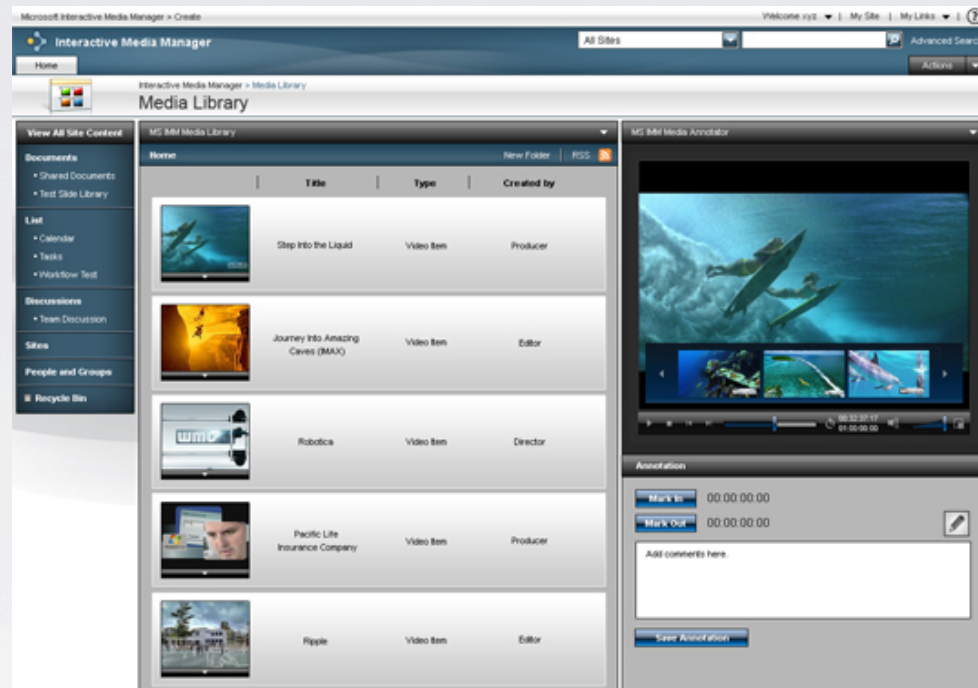 Microsoft Interactive Media Manager > Create
Welcome xyz | My Site | My Links |
Interactive Media Manager
All Sites
Advanced Searc
Home
Actions
Interactive Media Manager > Media Library
Media Library
View All Site Content
Documents
Shared Documents
Test Slide Library
List
Calendar
Tasks
Workflow Test
Discussions
Team Discussion
Sites
People and Groups
Recycle Bin
MS IMM Media Library
Home
New Folder | RSS
Title
Type
Created by
Step Into the Liquid
Video Item
Producer
Journey Into Amazing
Caves (IMAX)
Video Item
Editor
Robotica
Video Item
Director
Pacific Life
Insurance Company
Video Item
Producer
Ripple
Video Item
Editor
MS IMM Media Annotator
00:32:37:17
01:00:00:00
Annotation
Mark In
00:00:00:00
Mark Out
00:00:00:00
Add comments here.
Save Annotation